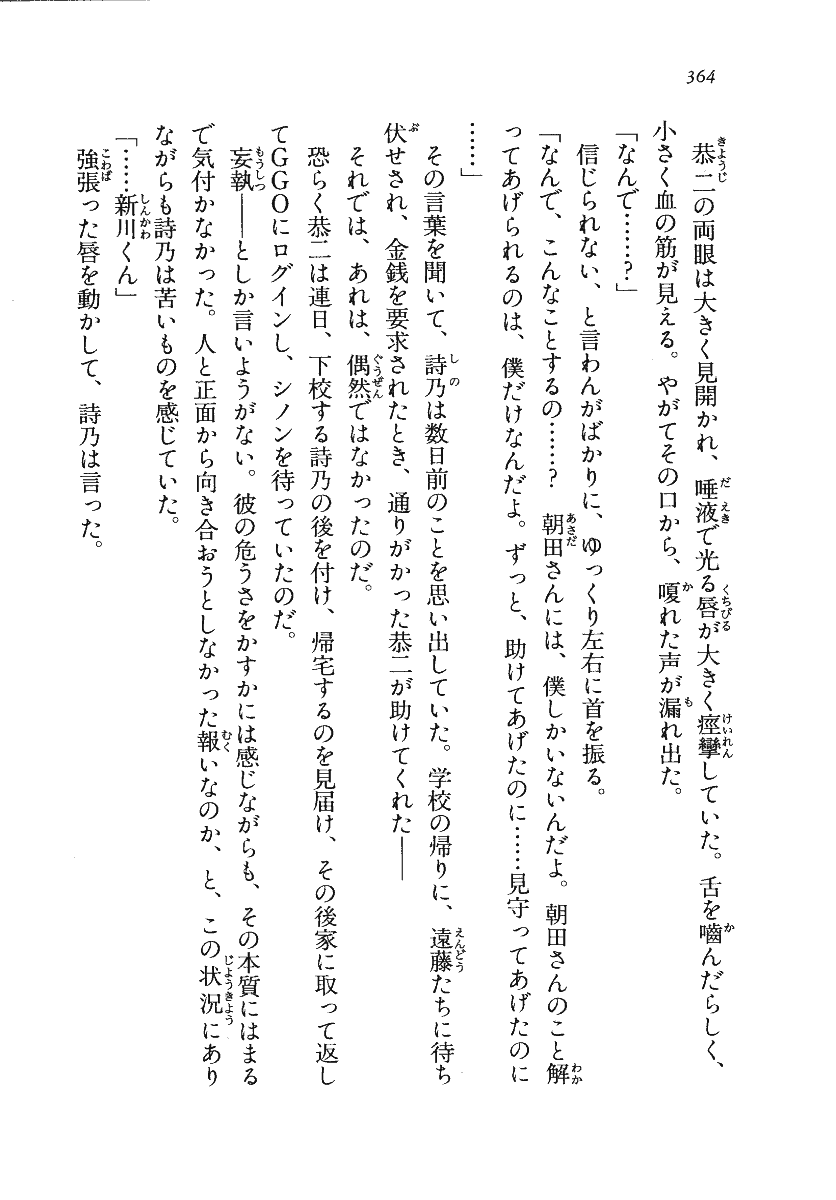 364
恭二の両眼は大きく見開かれ、唾液で光る唇が大きく痙攣していた。舌を嚙んだらしく、
小さく血の筋が見える。やがてその口から、嗄れた声が漏れ出た。
「なんで……？」
信じられない、と言わんがばかりに、ゆっくり左右に首を振る。
「なんで、こんなことするの……？　朝田さんには、僕しかいないんだよ。朝田さんのこと解
ってあげられるのは、僕だけなんだよ。ずっと、助けてあげたのに……見守ってあげたのに
……」
その言葉を聞いて、詩乃は数日前のことを思い出していた。学校の帰りに、遠藤たちに待ち
伏せされ、金銭を要求されたとき、通りがかった恭二が助けてくれた――
それでは、あれは、偶然ではなかったのだ。
恐らく恭二は連日、下校する詩乃の後を付け、帰宅するのを見届け、その後家に取って返し
てGGOにログインし、シノンを待っていたのだ。
妄執――としか言いようがない。彼の危うさをかすかには感じながらも、その本質にはまる
で気付かなかった。人と正面から向き合おうとしなかった報いなのか、と、この状況にあり
ながらも詩乃は苦いものを感じていた。
「……新川くん」
強張った唇を動かして、詩乃は言った。